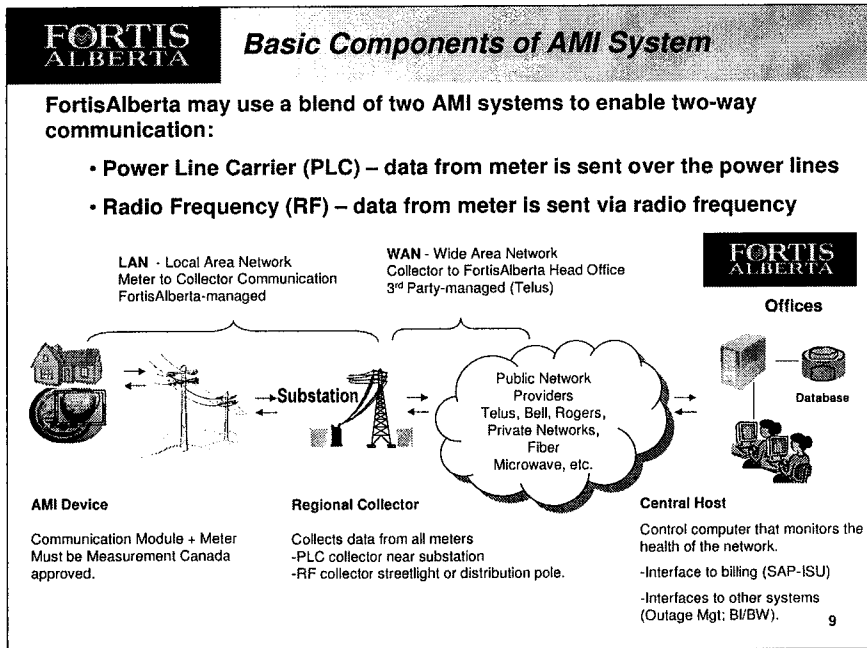 FORTIS
ALBERTA
Basic Components of AMI System
FortisAlberta may use a blend of two AMI systems to enable two-way
communication:
• Power Line Carrier (PLC) – data from meter is sent over the power lines
• Radio Frequency (RF) – data from meter is sent via radio frequency
LAN - Local Area Network
Meter to Collector Communication
FortisAlberta-managed
WAN - Wide Area Network
Collector to FortisAlberta Head Office
3rd Party-managed (Telus)
FORTIS
ALBERTA
Offices
Substation
Public Network
Providers
Telus, Bell, Rogers,
Private Networks,
Fiber
Microwave, etc.
Database
AMI Device
Communication Module + Meter
Must be Measurement Canada
approved.
Regional Collector
Collects data from all meters
-PLC collector near substation
-RF collector streetlight or distribution pole.
Central Host
Control computer that monitors the
health of the network.
-Interface to billing (SAP-ISU)
-Interfaces to other systems
(Outage Mgt; BI/BW).
9